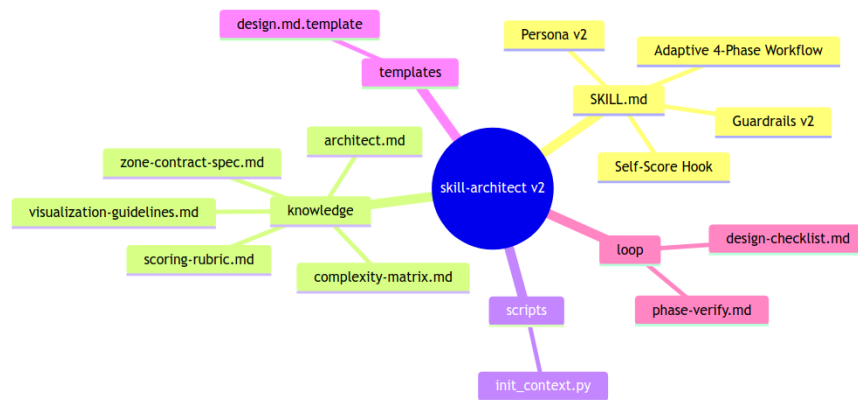 design.md.template
templates
Persona v2
Adaptive 4-Phase Workflow
SKILL.md
Guardrails v2
Self-Score Hook
architect.md
zone-contract-spec.md
visualization-guidelines.md
knowledge
scoring-rubric.md
complexity-matrix.md
skill-architect v2
loop
design-checklist.md
phase-verify.md
scripts
init_context.py